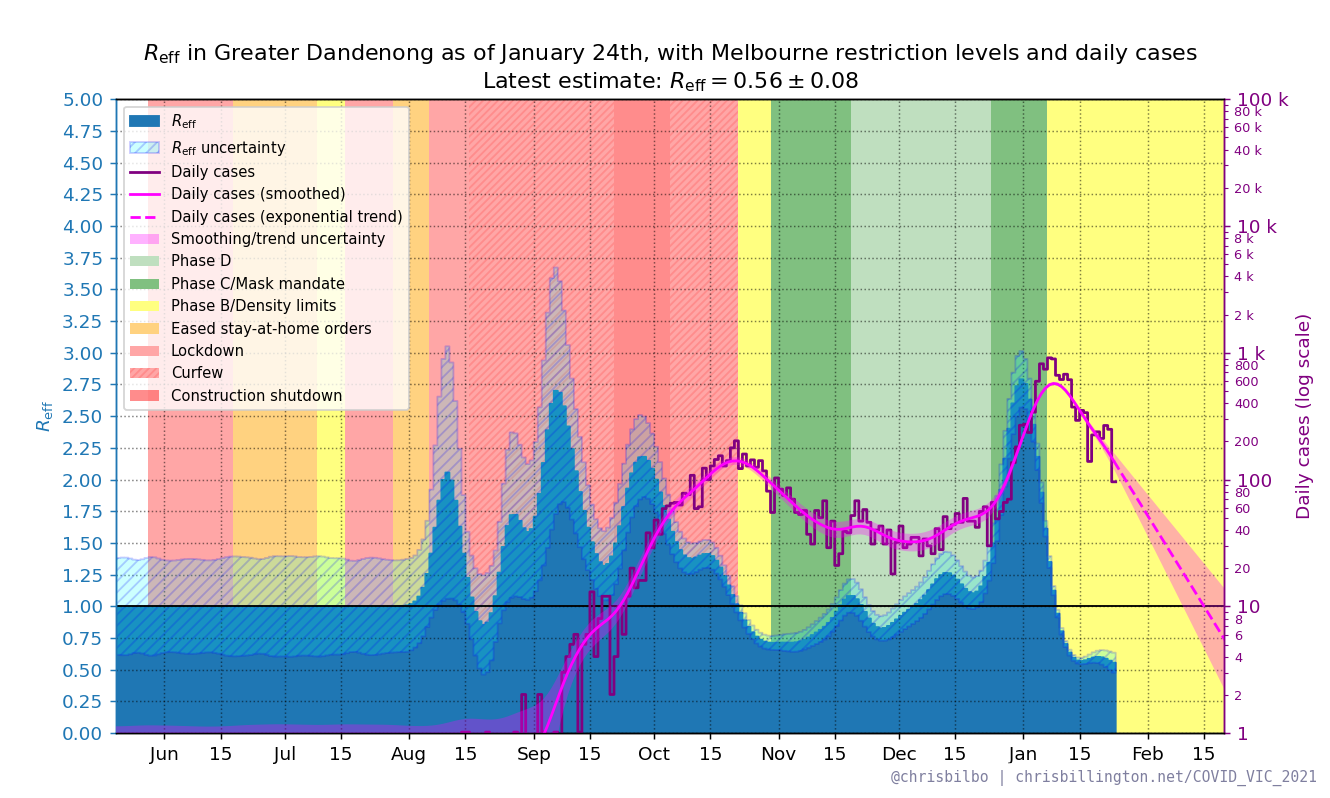 R_eff in Greater Dandenong as of January 24th, with Melbourne restriction levels and daily cases
Latest estimate: R_eff = 0.56 ± 0.08
R_eff
5.00
4.75
4.50
4.25
4.00
3.75
3.50
3.25
3.00
2.75
2.50
2.25
2.00
1.75
1.50
1.25
1.00
0.75
0.50
0.25
0.00
R_eff
R_eff uncertainty
Daily cases
Daily cases (smoothed)
Daily cases (exponential trend)
Smoothing/trend uncertainty
Phase D
Phase C/Mask mandate
Phase B/Density limits
Eased stay-at-home orders
Lockdown
Curfew
Construction shutdown
100 k
80 k
60 k
40 k
20 k
10 k
8 k
6 k
4 k
2 k
1 k
800
600
400
200
100
80
60
40
20
10
8
6
4
2
1
Daily cases (log scale)
Jun 15 Jul 15 Aug 15 Sep 15 Oct 15 Nov 15 Dec 15 Jan 15 Feb 15
@chrisbilbo | chrisbillington.net/COVID_VIC_2021